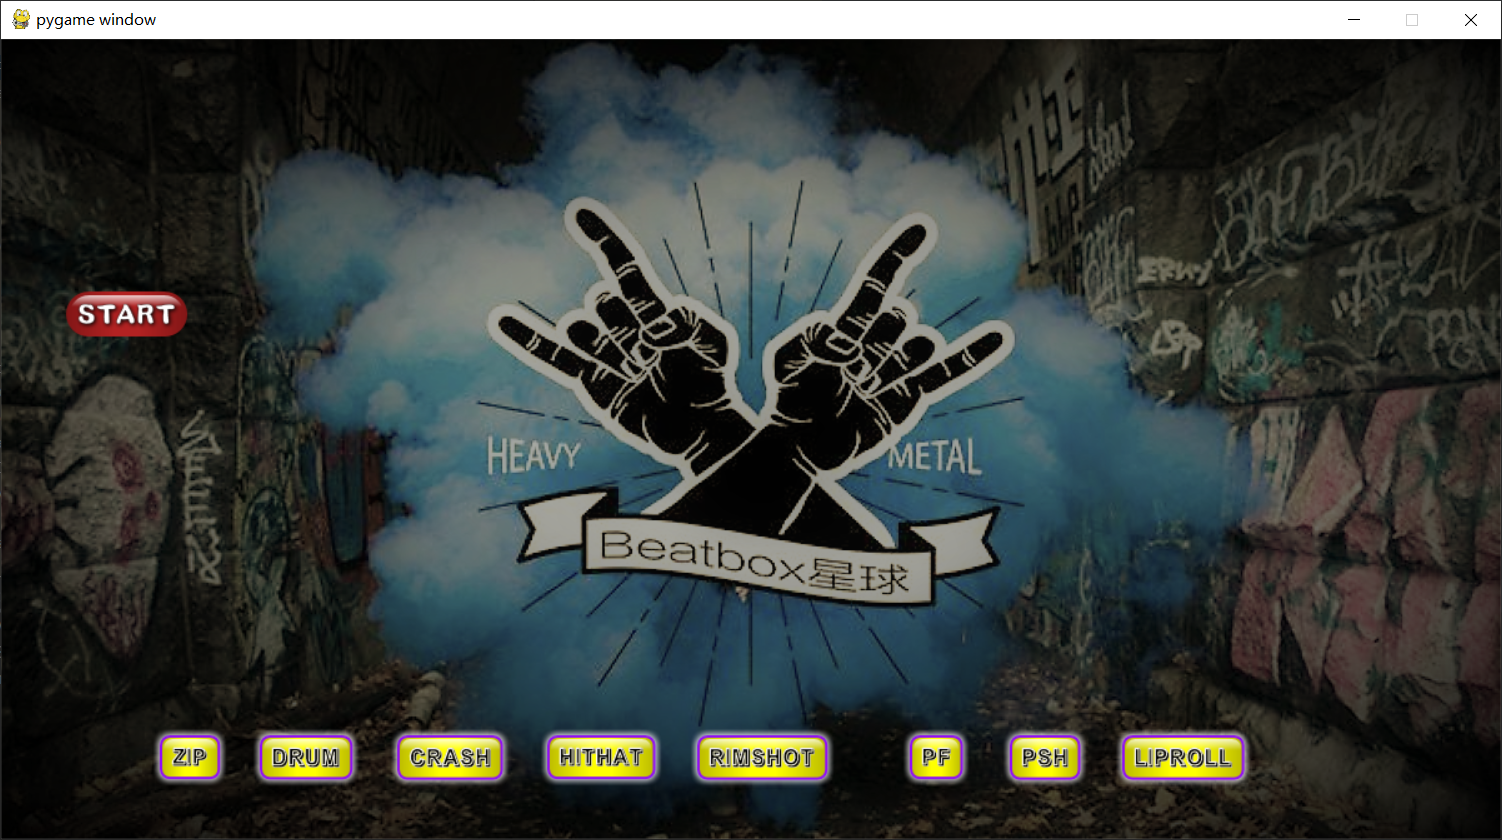 pygame window
START
HEAVY METAL
Beatbox星球
ZIP DRUM CRASH HITHAT RIMSHOT PF PSH LIPROLL